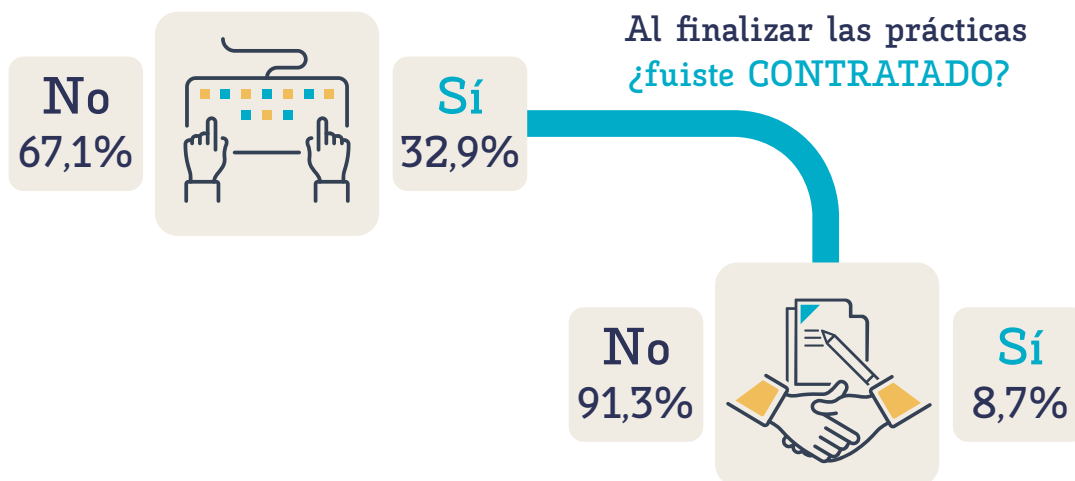 Al finalizar las prácticas
¿fuiste CONTRATADO?
No
67,1%
Sí
32,9%
No
91,3%
Sí
8,7%